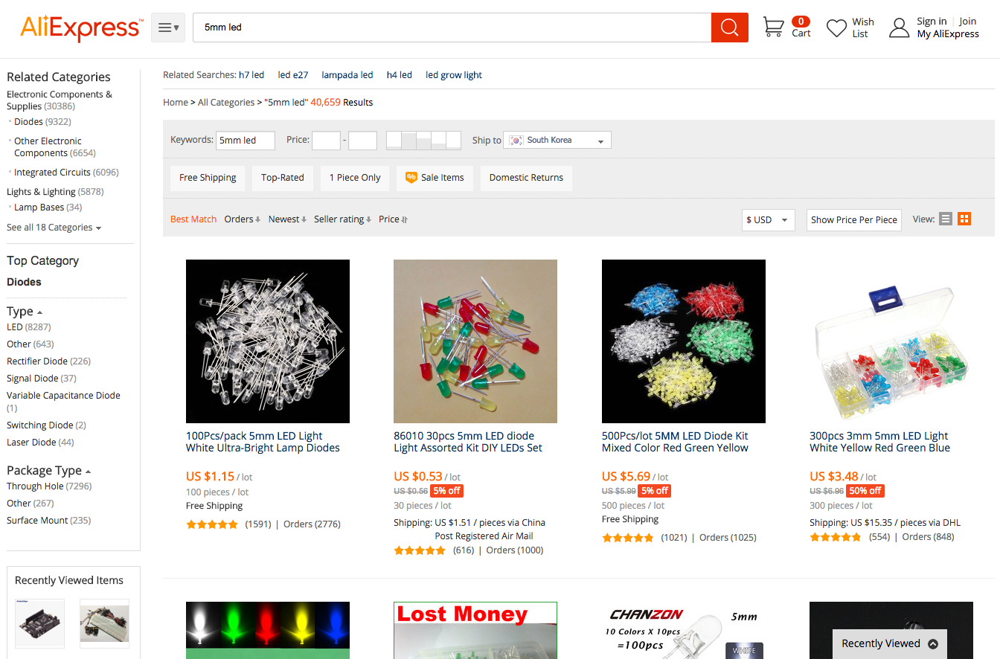 AliExpress™
5mm led
0
Cart
Wish
List
Sign in | Join
My AliExpress
Related Categories
Electronic Components &
Supplies (30386)
Diodes (9322)
Other Electronic
Components (6654)
Integrated Circuits (6096)
Lights & Lighting (5878)
Lamp Bases (34)
See all 18 Categories
Top Category
Diodes
Type
LED (8287)
Other (643)
Rectifier Diode (226)
Signal Diode (37)
Variable Capacitance Diode
(1)
Switching Diode (2)
Laser Diode (44)
Package Type
Through Hole (7296)
Other (267)
Surface Mount (235)
Recently Viewed Items
Related Searches: h7 led led e27 lampada led h4 led led grow light
Home > All Categories > "5mm led" 40,659 Results
Keywords: 5mm led Price: - Ship to South Korea
Free Shipping Top-Rated 1 Piece Only % Sale Items Domestic Returns
Best Match Orders Newest Seller rating Price $ USD Show Price Per Piece View:
100Pcs/pack 5mm LED Light
White Ultra-Bright Lamp Diodes
US $1.15 / lot
100 pieces / lot
Free Shipping
(1591) | Orders (2776)
86010 30pcs 5mm LED diode
Light Assorted Kit DIY LEDs Set
US $0.53 / lot
US $0.56 5% off
30 pieces / lot
Shipping: US $1.51 / pieces via China
Post Registered Air Mail
(616) | Orders (1000)
500Pcs/lot 5MM LED Diode Kit
Mixed Color Red Green Yellow
US $5.69 / lot
US $5.99 5% off
500 pieces / lot
Free Shipping
(1021) | Orders (1025)
300pcs 3mm 5mm LED Light
White Yellow Red Green Blue
US $3.48 / lot
US $6.96 50% off
300 pieces / lot
Shipping: US $15.35 / pieces via DHL
(554) | Orders (848)
Lost Money
CHANZON 5mm
10 Colors X 10pcs
=100pcs
WHITE
Recently Viewed